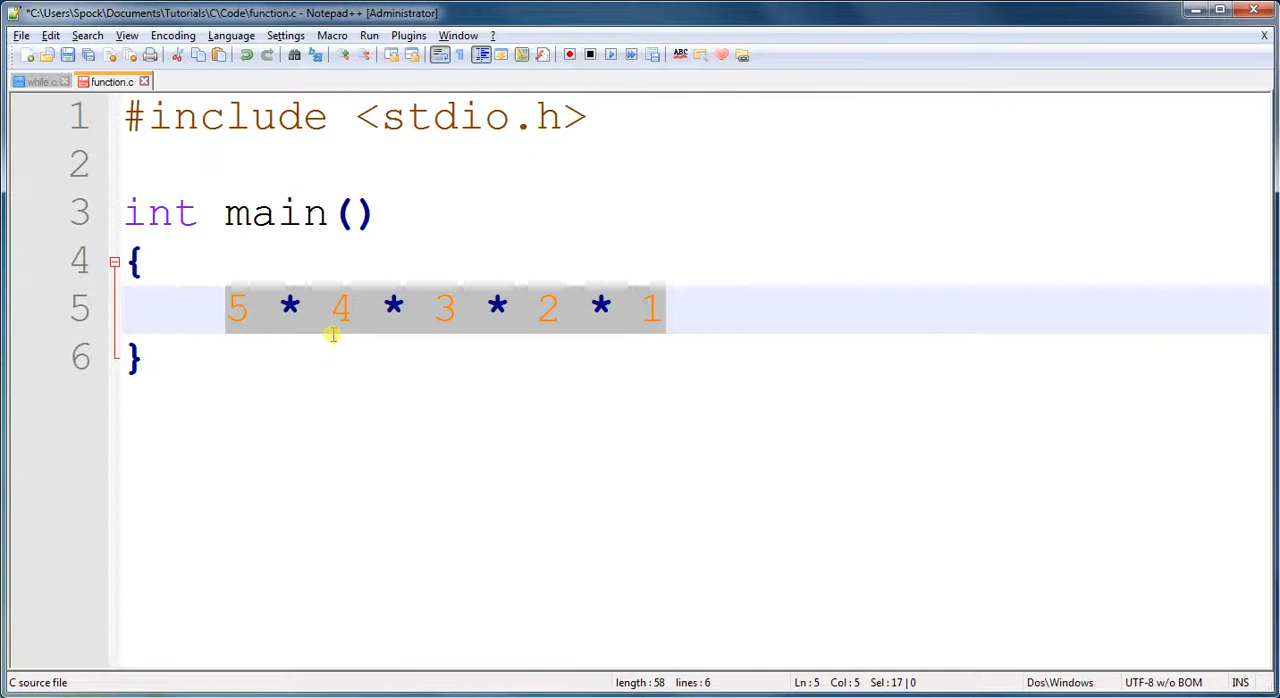 *C:\Users\Spock\Documents\Tutorials\C\Code\function.c - Notepad++ [Administrator]
File Edit Search View Encoding Language Settings Macro Run Plugins Window ? X
while.c function.c
1 #include <stdio.h>
2
3 int main()
4 {
5 5 * 4 * 3 * 2 * 1
6 }
C source file length : 58 lines : 6 Ln : 5 Col : 5 Sel : 17 | 0 Dos\Windows UTF-8 w/o BOM INS